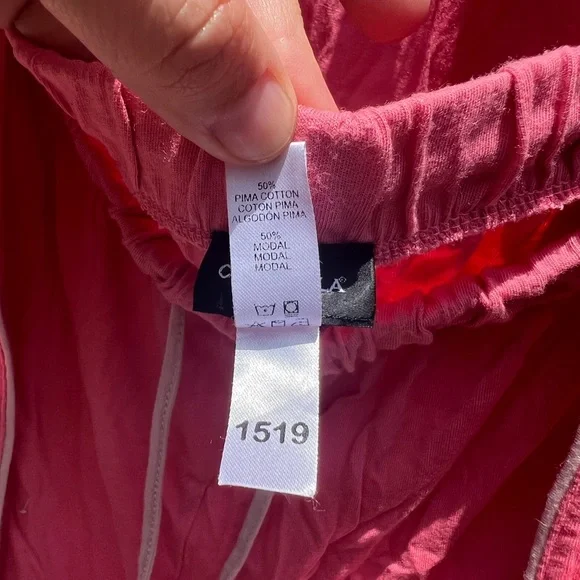 50%
PIMA COTTON
COTON PIMA
ALGODÓN PIMA
50%
MODAL
MODAL
MODAL
1519